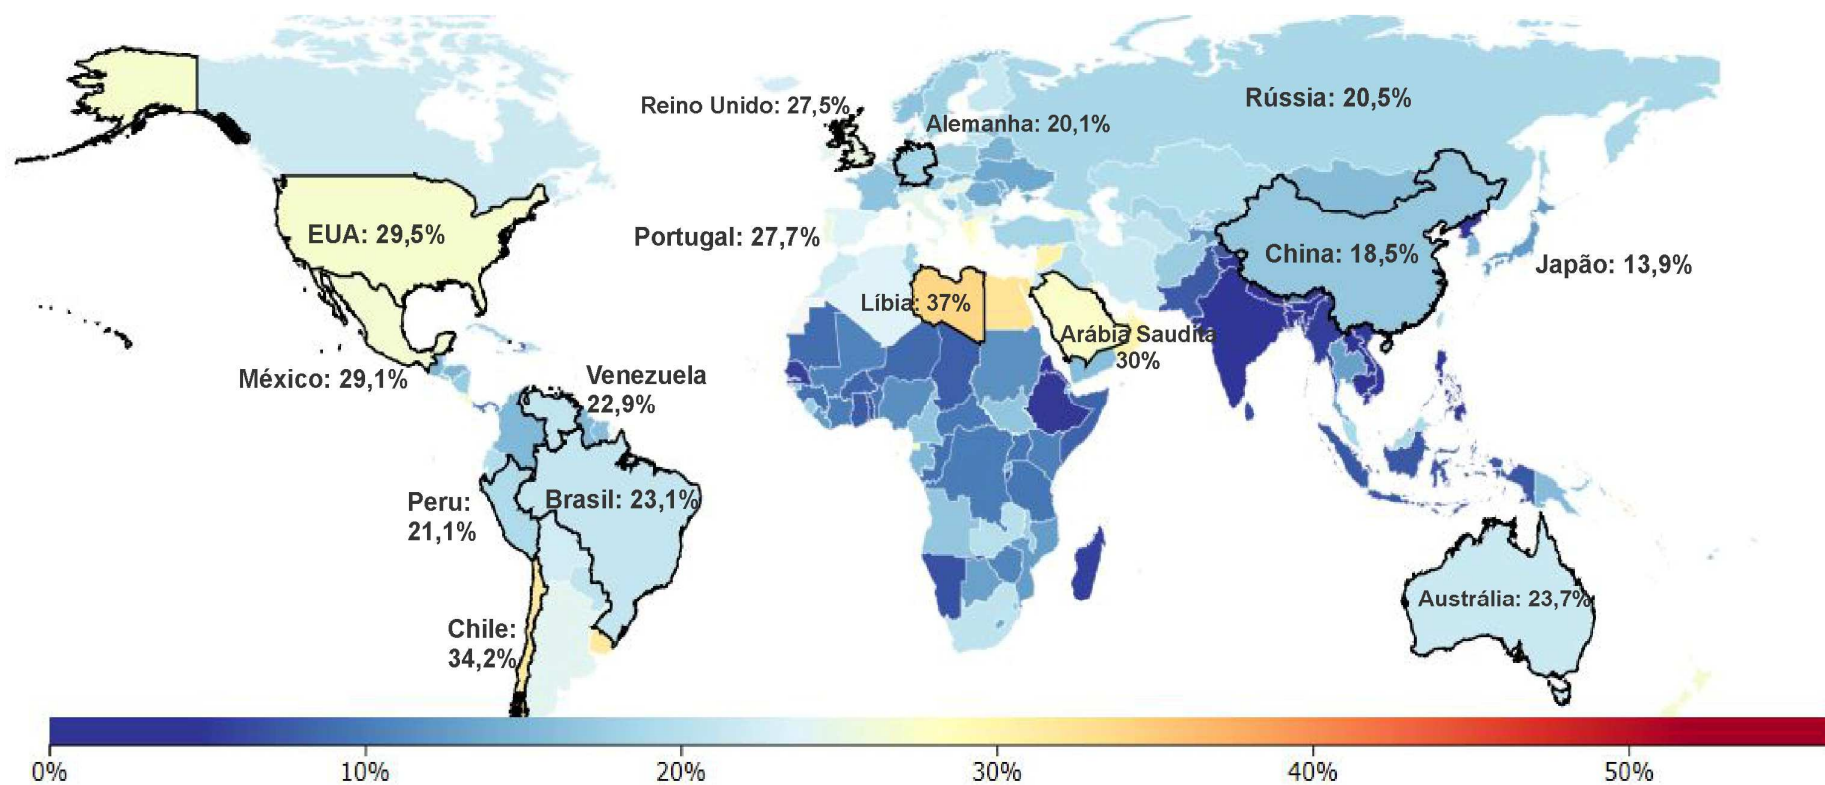 Reino Unido: 27,5%
Rússia: 20,5%
Alemanha: 20,1%
EUA: 29,5%
Portugal: 27,7%
China: 18,5%
Japão: 13,9%
Líbia: 37%
Arábia Saudita
30%
México: 29,1%
Venezuela
22,9%
Peru:
21,1%
Brasil: 23,1%
Austrália: 23,7%
Chile:
34,2%
0% 10% 20% 30% 40% 50%